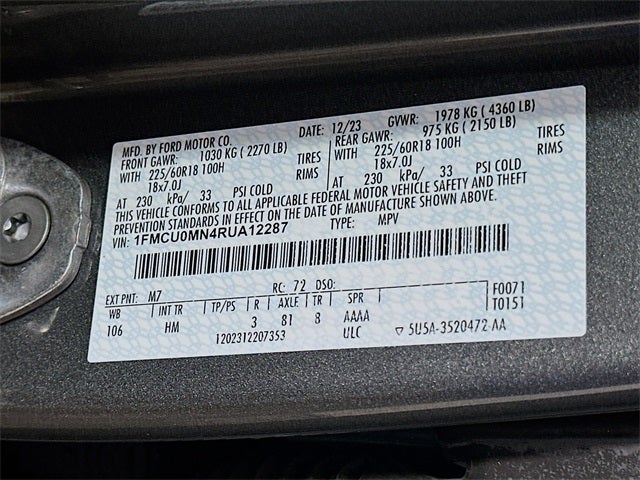 MFD. BY FORD MOTOR CO. DATE: 12/23 GVWR: 1978 KG ( 4360 LB)
FRONT GAWR: 1030 KG ( 2270 LB) REAR GAWR: 975 KG ( 2150 LB)
WITH 225/60R18 100H TIRES WITH 225/60R18 100H TIRES
18x7.0J RIMS 18x7.0J RIMS
AT 230 kPa/ 33 PSI COLD AT 230 kPa/ 33 PSI COLD
THIS VEHICLE CONFORMS TO ALL APPLICABLE FEDERAL MOTOR VEHICLE SAFETY AND THEFT
PREVENTION STANDARDS IN EFFECT ON THE DATE OF MANUFACTURE SHOWN ABOVE.
VIN: 1FMCU0MN4RUA12287 TYPE: MPV
EXT PNT: M7 RC: 72 DSO: F0071
WB INT TR TP/PS R AXLE TR SPR T0151
106 HM 3 81 8 AAAA
1202312207353 ULC ▽ 5U5A-3520472 AA